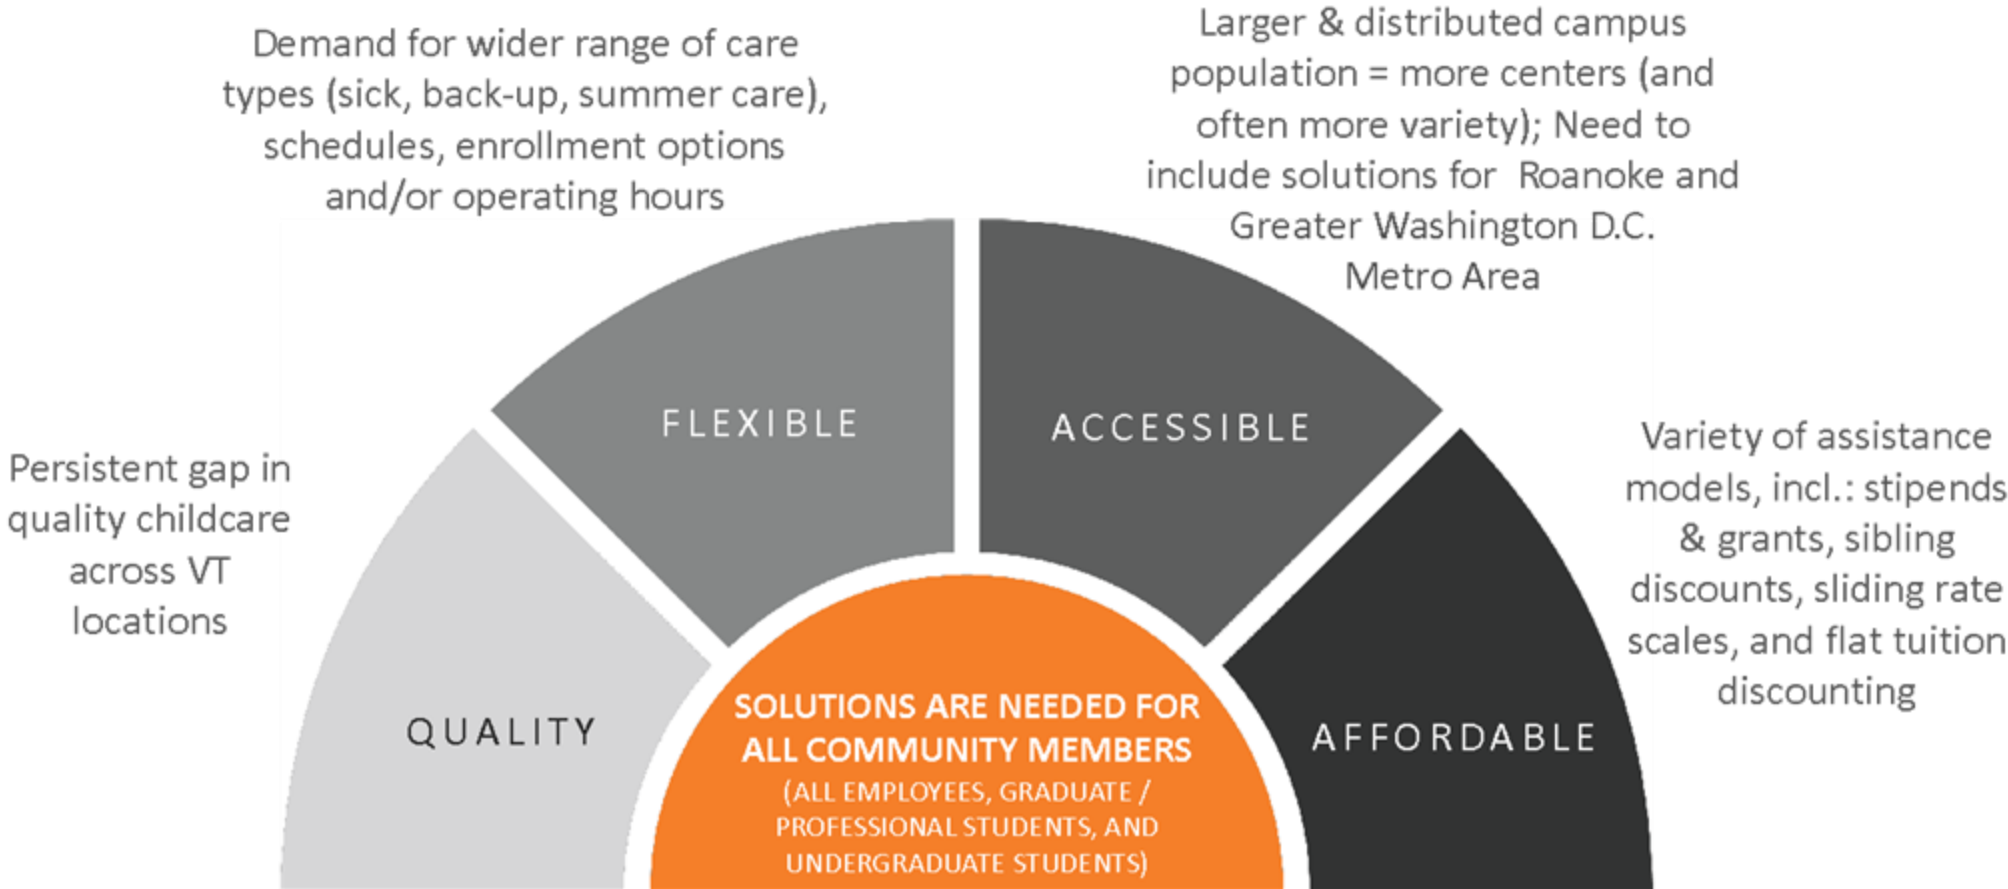 Demand for wider range of care
types (sick, back-up, summer care),
schedules, enrollment options
and/or operating hours
Larger & distributed campus
population = more centers (and
often more variety); Need to
include solutions for Roanoke and
Greater Washington D.C.
Metro Area
FLEXIBLE
ACCESSIBLE
Persistent gap in
quality childcare
across VT
locations
Variety of assistance
models, incl.: stipends
& grants, sibling
discounts, sliding rate
scales, and flat tuition
discounting
QUALITY
SOLUTIONS ARE NEEDED FOR
ALL COMMUNITY MEMBERS
(ALL EMPLOYEES, GRADUATE /
PROFESSIONAL STUDENTS, AND
UNDERGRADUATE STUDENTS)
AFFORDABLE